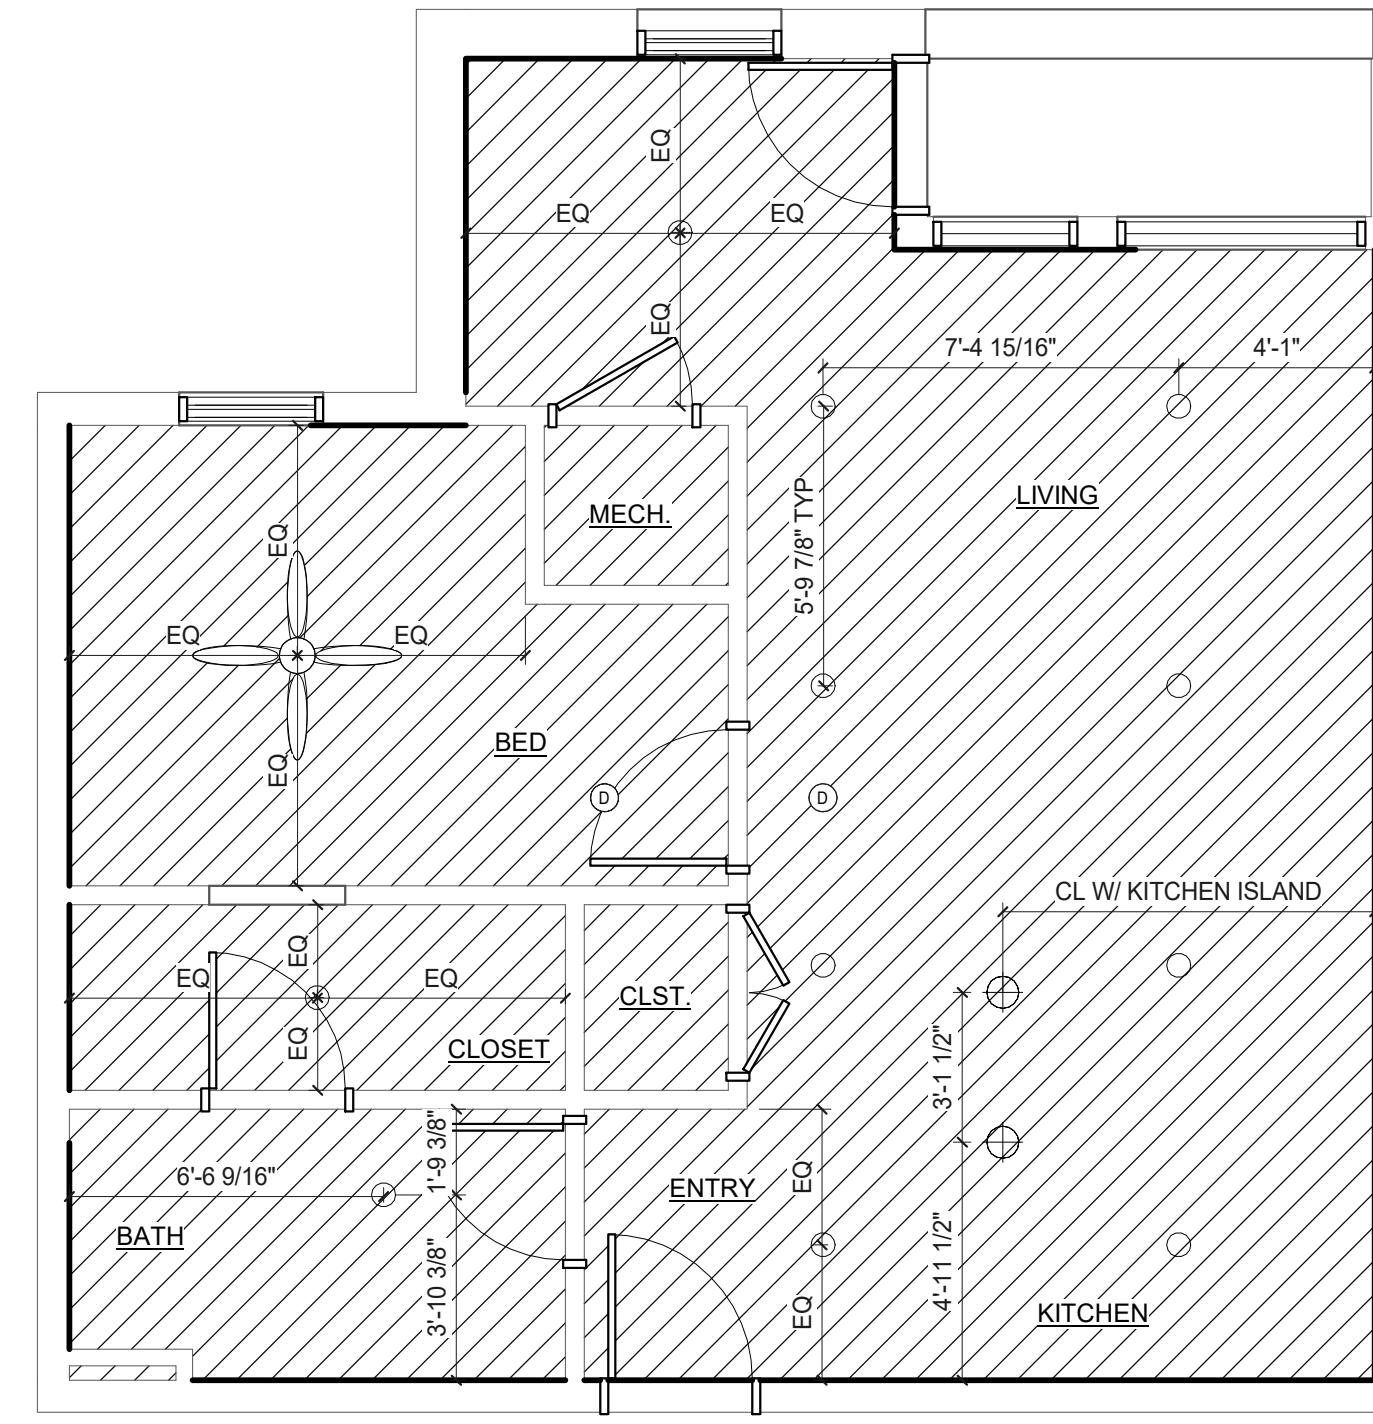 EQ
EQ
EQ
EQ
7'-4 15/16"
4'-1"
LIVING
MECH.
5'-9 7/8" TYP
EQ
EQ
EQ
EQ
BED
D
D
CL W/ KITCHEN ISLAND
EQ
EQ
EQ
EQ
CLOSET
CLST.
3'-1 1/2"
1'-9 3/8"
6'-6 9/16"
ENTRY
EQ
BATH
3'-10 3/8"
4'-11 1/2"
EQ
KITCHEN